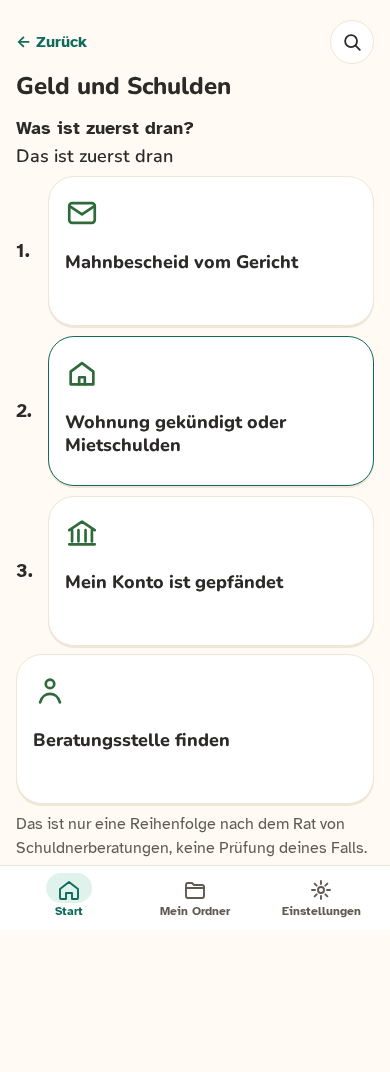 Zurück
Geld und Schulden
Was ist zuerst dran?
Das ist zuerst dran
1.
Mahnbescheid vom Gericht
2.
Wohnung gekündigt oder
Mietschulden
3.
Mein Konto ist gepfändet
Beratungsstelle finden
Das ist nur eine Reihenfolge nach dem Rat von
Schuldnerberatungen, keine Prüfung deines Falls.
Start
Mein Ordner
Einstellungen